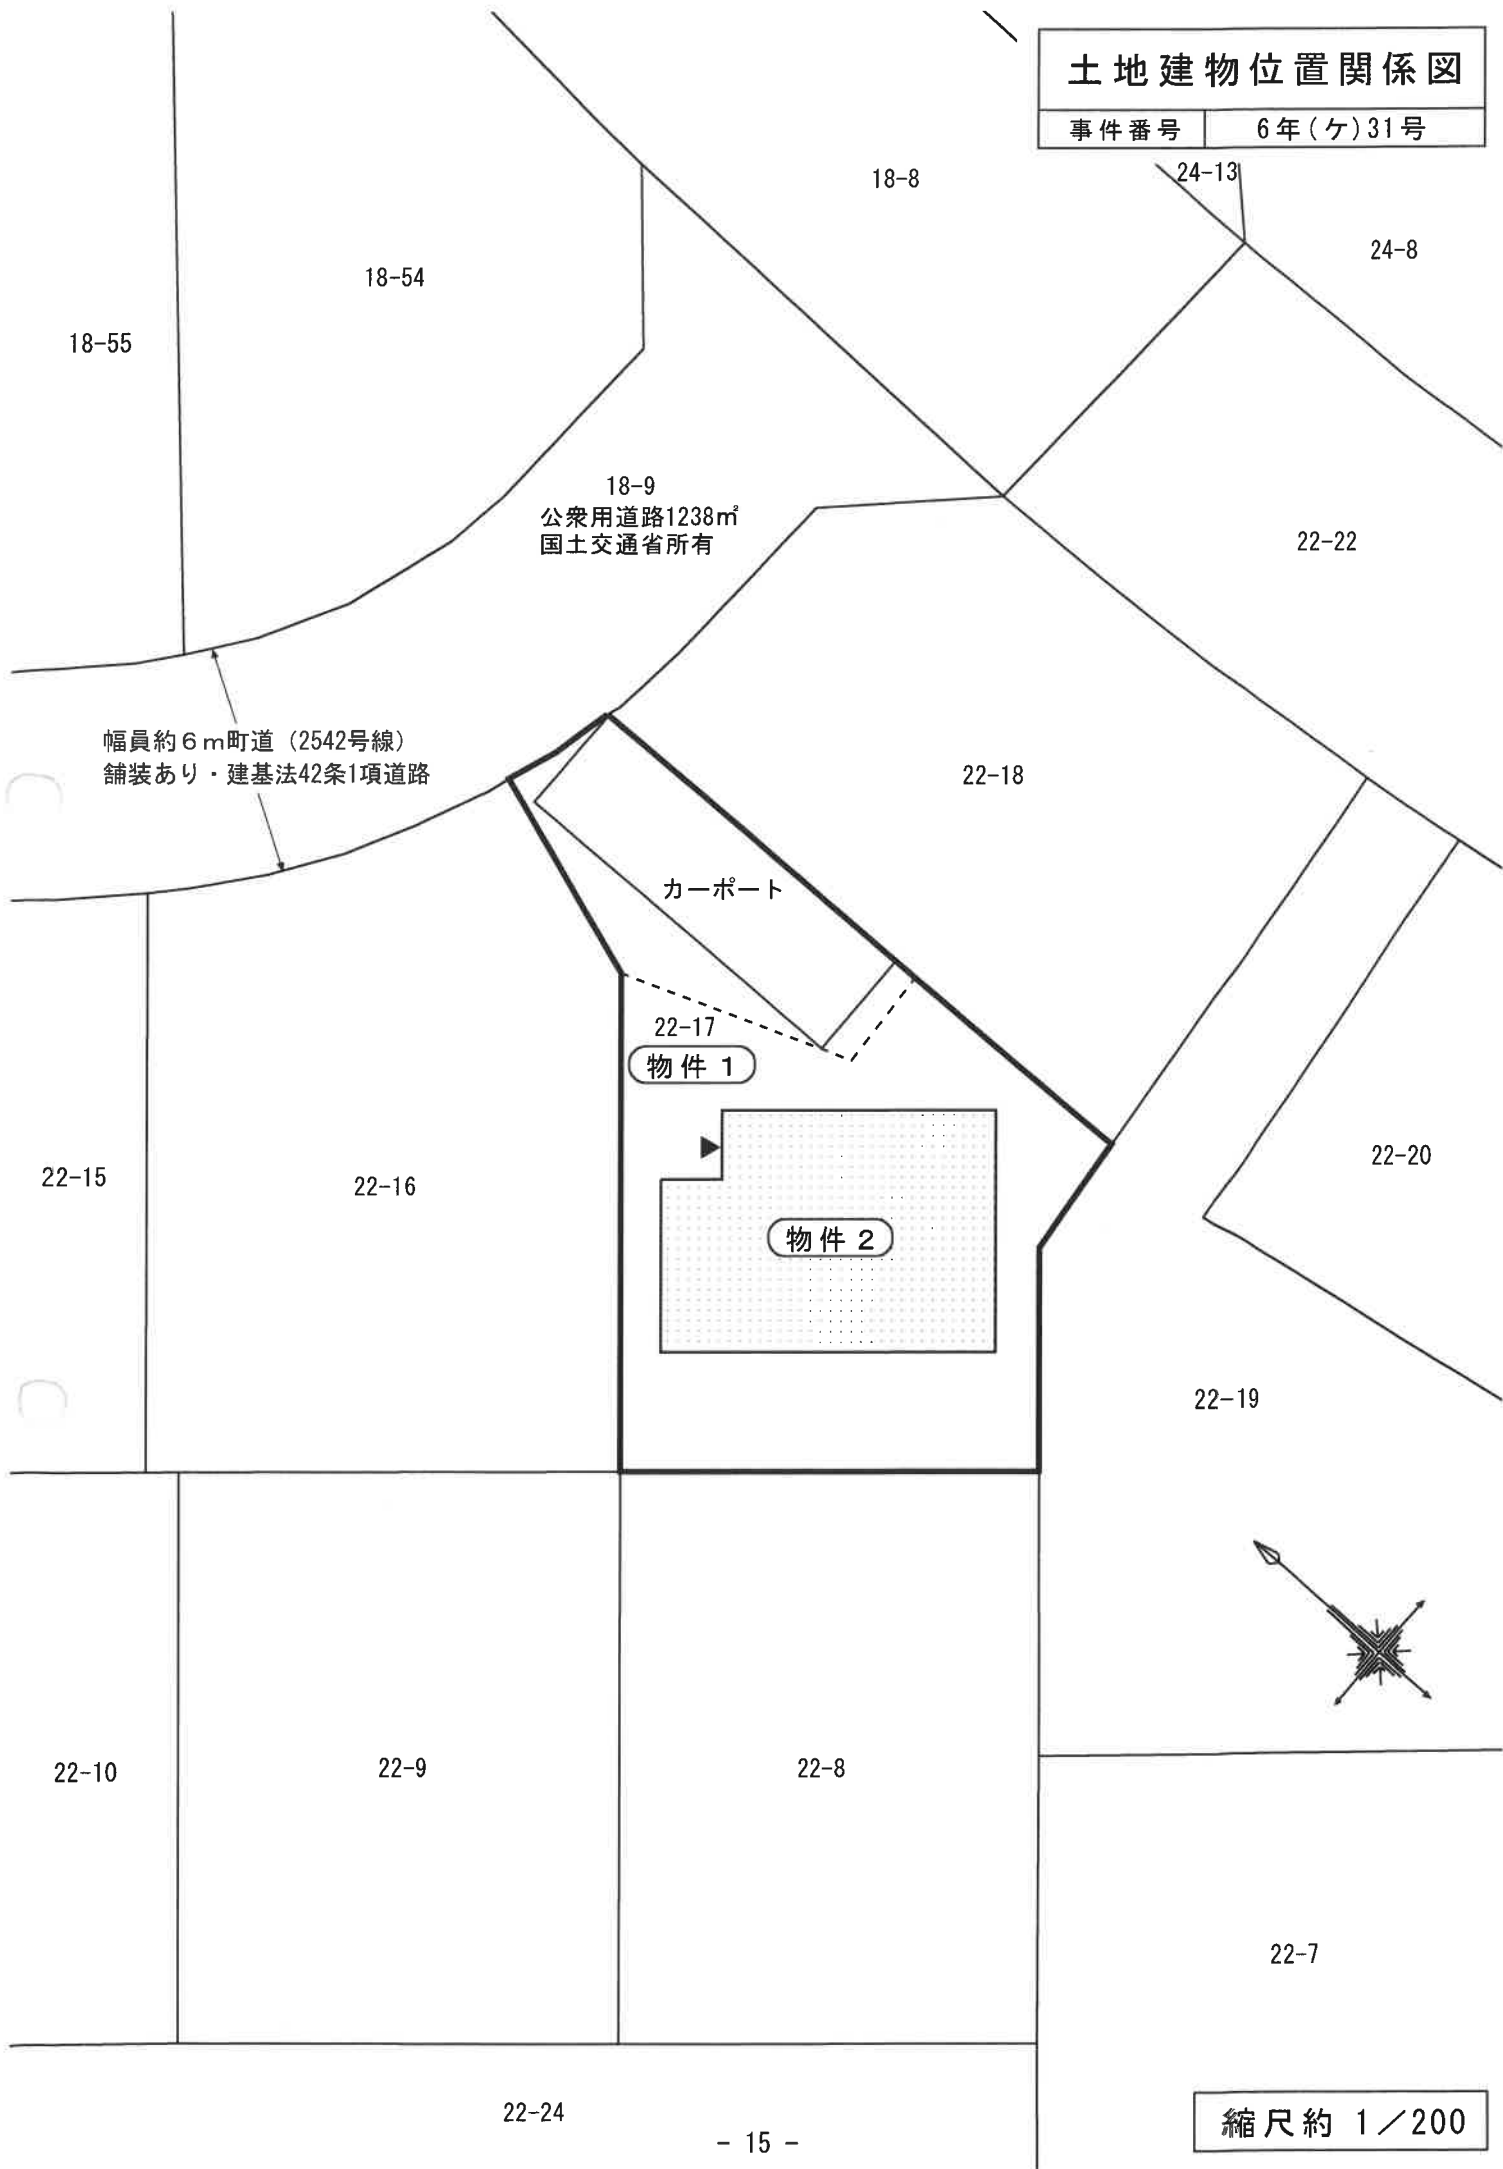 土地建物位置関係図
事件番号 6年(ケ)31号
24-13
18-8
24-8
18-54
18-55
18-9
公衆用道路1238㎡
国土交通省所有
22-22
幅員約6m町道（2542号線）
舗装あり・建基法42条1項道路
22-18
カーポート
22-17
物件1
22-20
22-15
22-16
物件2
22-19
22-10
22-9
22-8
22-7
22-24
縮尺約 1／200
- 15 -